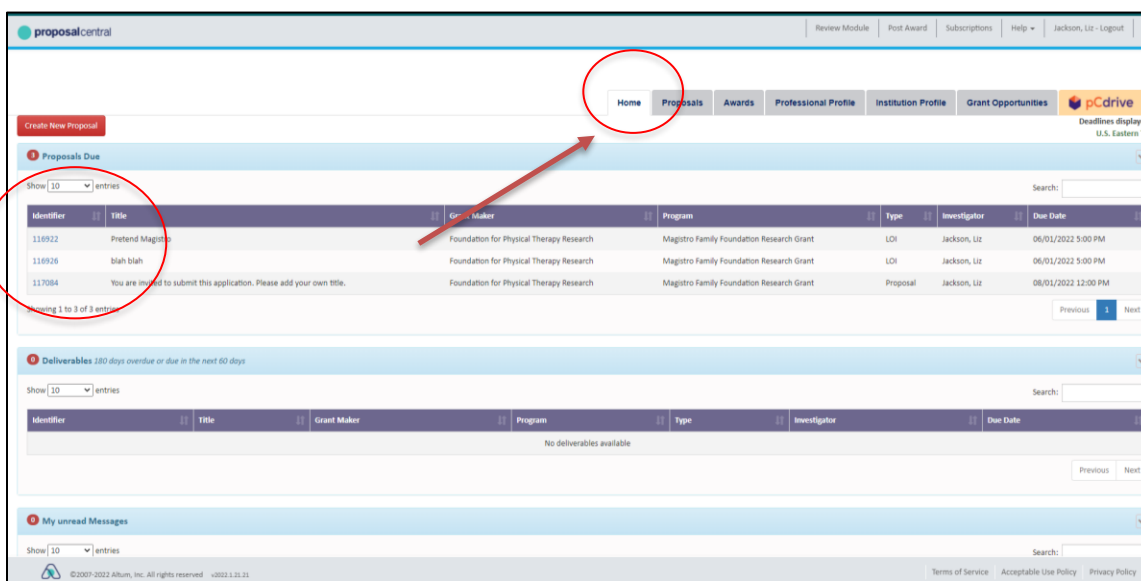 proposalcentral
Review Module Post Award Subscriptions Help Jackson, Liz - Logout
Home Proposals Awards Professional Profile Institution Profile Grant Opportunities pCdrive
Create New Proposal
Deadlines display
U.S. Eastern
3 Proposals Due
Show 10 entries
Search:
Identifier Title Grant Maker Program Type Investigator Due Date
116922 Pretend Magistro Foundation for Physical Therapy Research Magistro Family Foundation Research Grant LOI Jackson, Liz 06/01/2022 5:00 PM
116926 blah blah Foundation for Physical Therapy Research Magistro Family Foundation Research Grant LOI Jackson, Liz 06/01/2022 5:00 PM
117084 You are invited to submit this application. Please add your own title. Foundation for Physical Therapy Research Magistro Family Foundation Research Grant Proposal Jackson, Liz 08/01/2022 12:00 PM
Showing 1 to 3 of 3 entries
Previous 1 Next
0 Deliverables 180 days overdue or due in the next 60 days
Show 10 entries
Search:
Identifier Title Grant Maker Program Type Investigator Due Date
No deliverables available
Previous Next
0 My unread Messages
Show 10 entries
Search:
©2007-2022 Altum, Inc. All rights reserved v2022.1.21.21
Terms of Service Acceptable Use Policy Privacy Policy